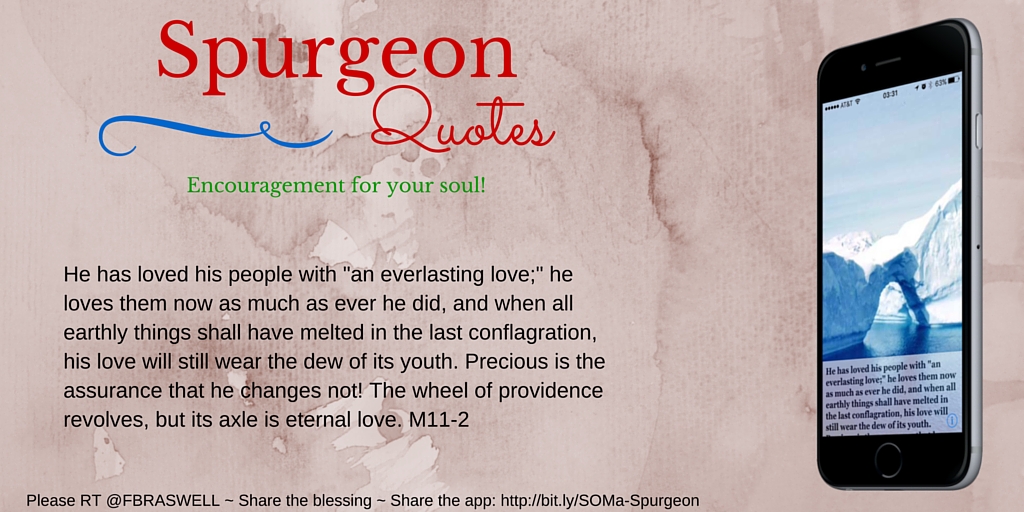 Spurgeon
Quotes
Encouragement for your soul!
He has loved his people with "an everlasting love;" he
loves them now as much as ever he did, and when all
earthly things shall have melted in the last conflagration,
his love will still wear the dew of its youth. Precious is the
assurance that he changes not! The wheel of providence
revolves, but its axle is eternal love. M11-2
Please RT @FBRASWELL ~ Share the blessing ~ Share the app: http://bit.ly/SOMa-Spurgeon
AT&T 03:31 63%
He has loved his people with "an
everlasting love;" he loves them now
as much as ever he did, and when all
earthly things shall have melted in
the last conflagration, his love will
still wear the dew of its youth.